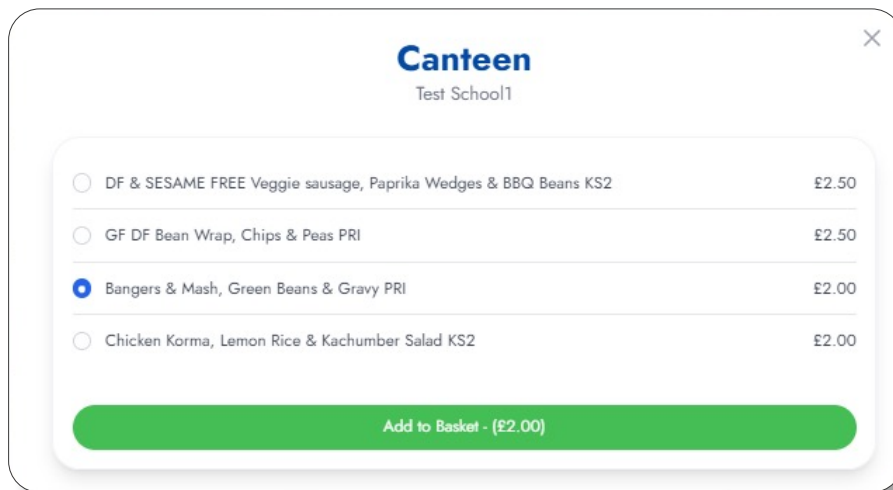 Canteen
Test School1
DF & SESAME FREE Veggie sausage, Paprika Wedges & BBQ Beans KS2 £2.50
GF DF Bean Wrap, Chips & Peas PRI £2.50
Bangers & Mash, Green Beans & Gravy PRI £2.00
Chicken Korma, Lemon Rice & Kachumber Salad KS2 £2.00
Add to Basket - (£2.00)